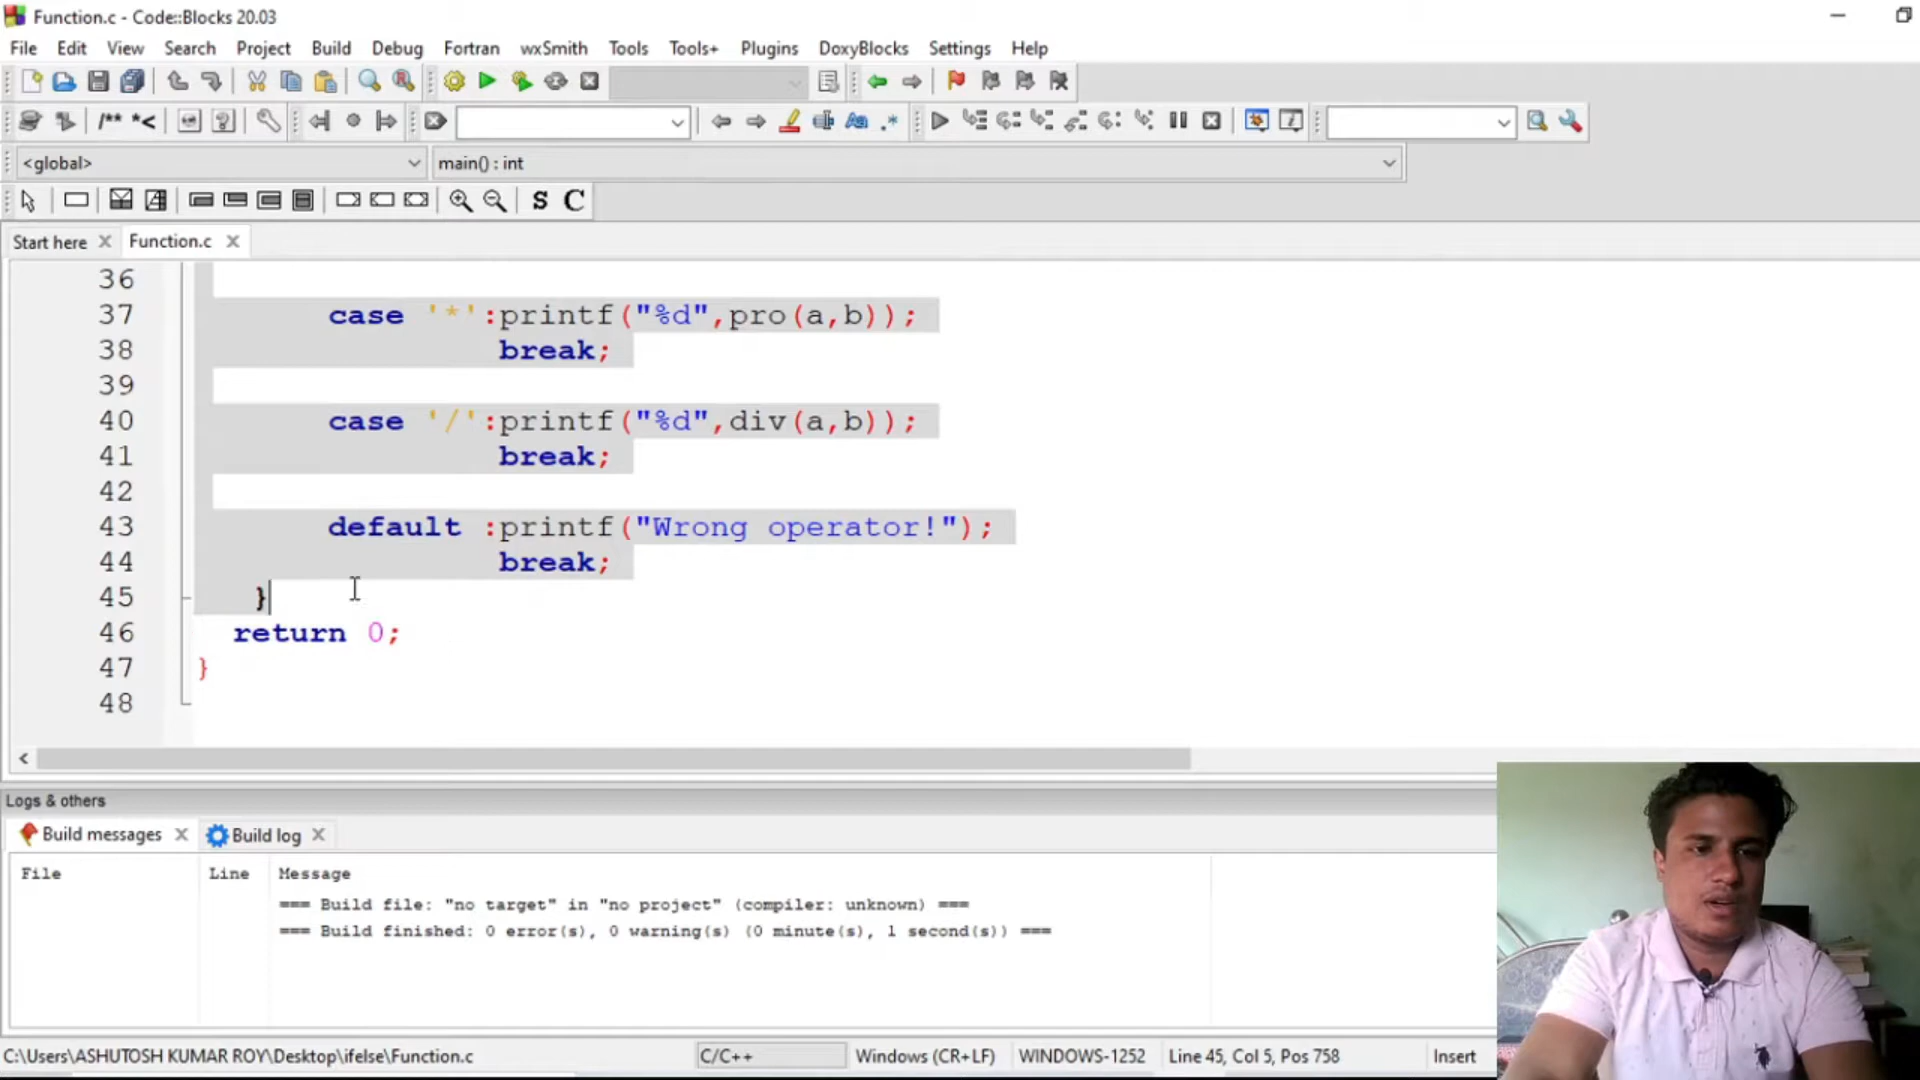 Function.c - Code::Blocks 20.03
File Edit View Search Project Build Debug Fortran wxSmith Tools Tools+ Plugins DoxyBlocks Settings Help
/** *<
Aa .*
<global> main() : int
S C
Start here Function.c
36
37 case '*':printf("%d",pro(a,b));
38 break;
39
40 case '/':printf("%d",div(a,b));
41 break;
42
43 default :printf("Wrong operator!");
44 break;
45 }
46 return 0;
47 }
48
Logs & others
Build messages Build log
File Line Message
=== Build file: "no target" in "no project" (compiler: unknown) ===
=== Build finished: 0 error(s), 0 warning(s) (0 minute(s), 1 second(s)) ===
C:\Users\ASHUTOSH KUMAR ROY\Desktop\ifelse\Function.c C/C++ Windows (CR+LF) WINDOWS-1252 Line 45, Col 5, Pos 758 Insert